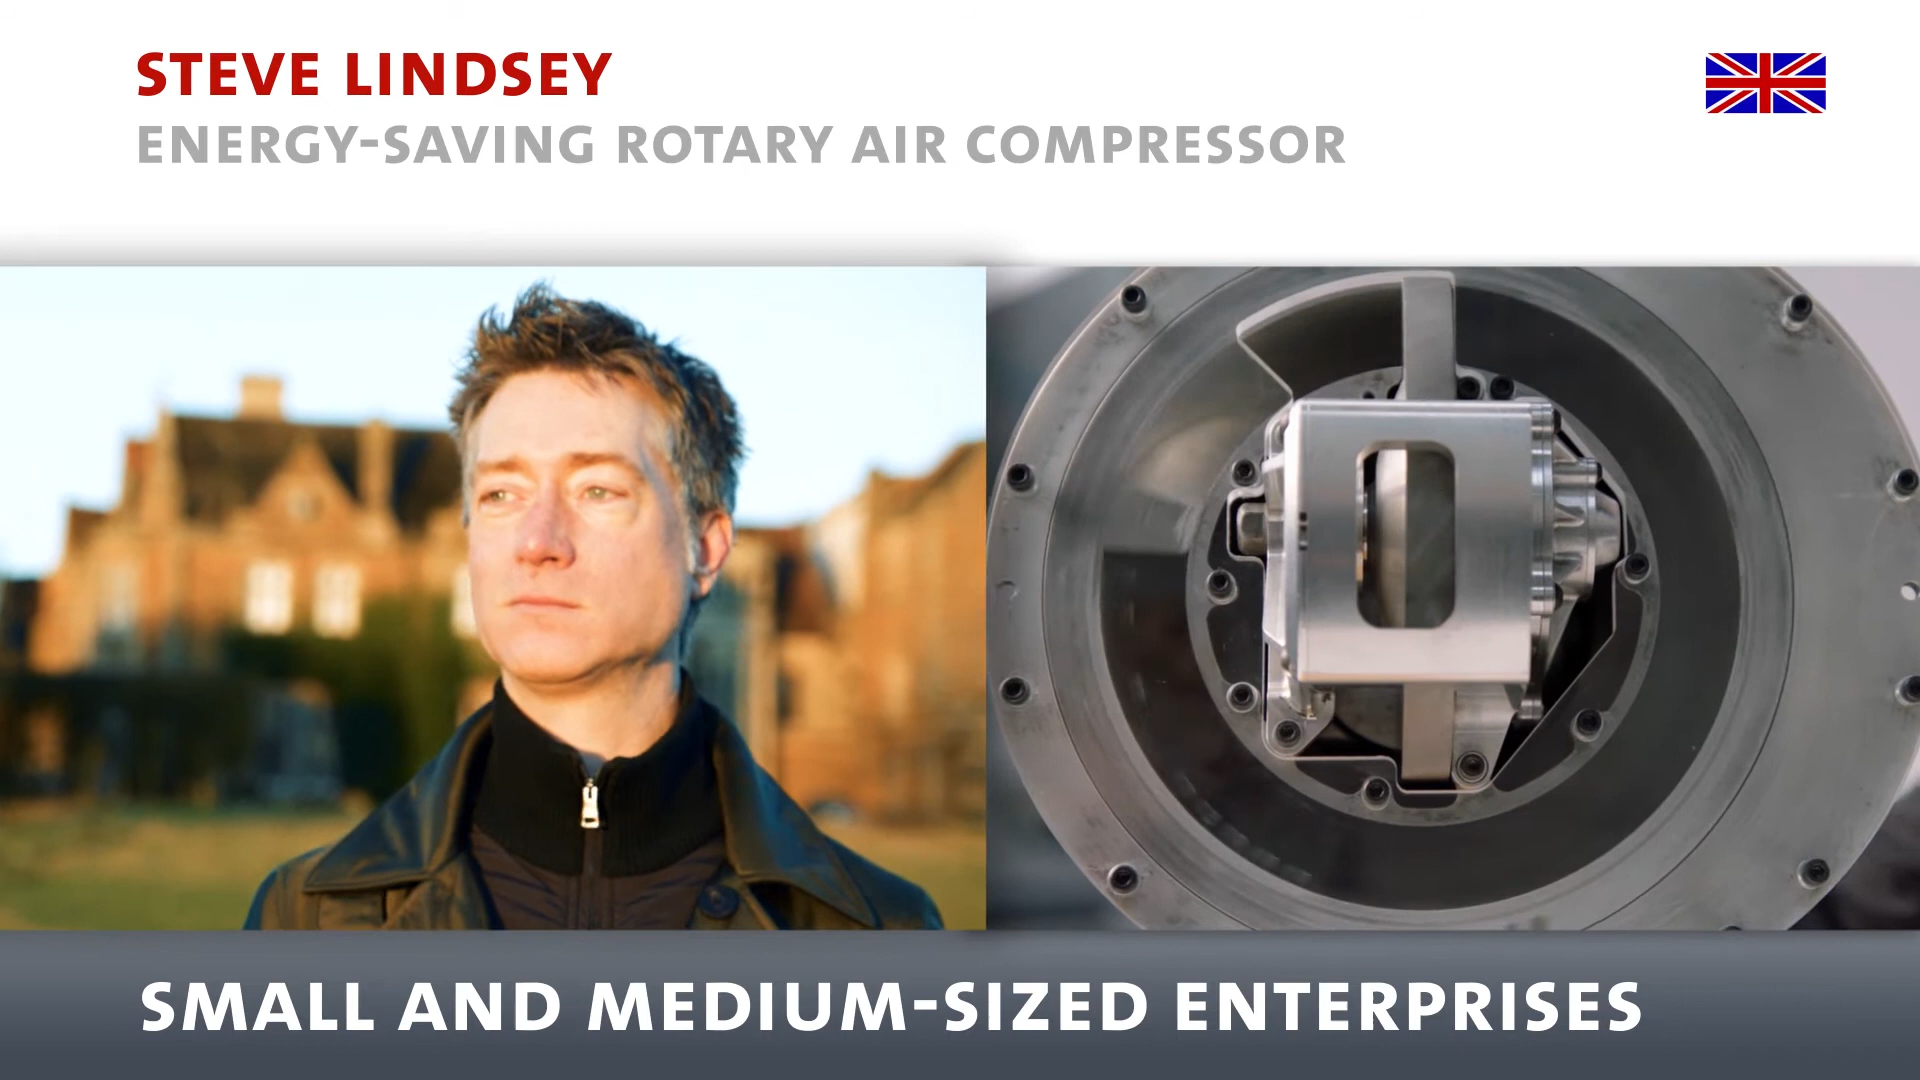 STEVE LINDSEY
ENERGY-SAVING ROTARY AIR COMPRESSOR
SMALL AND MEDIUM-SIZED ENTERPRISES